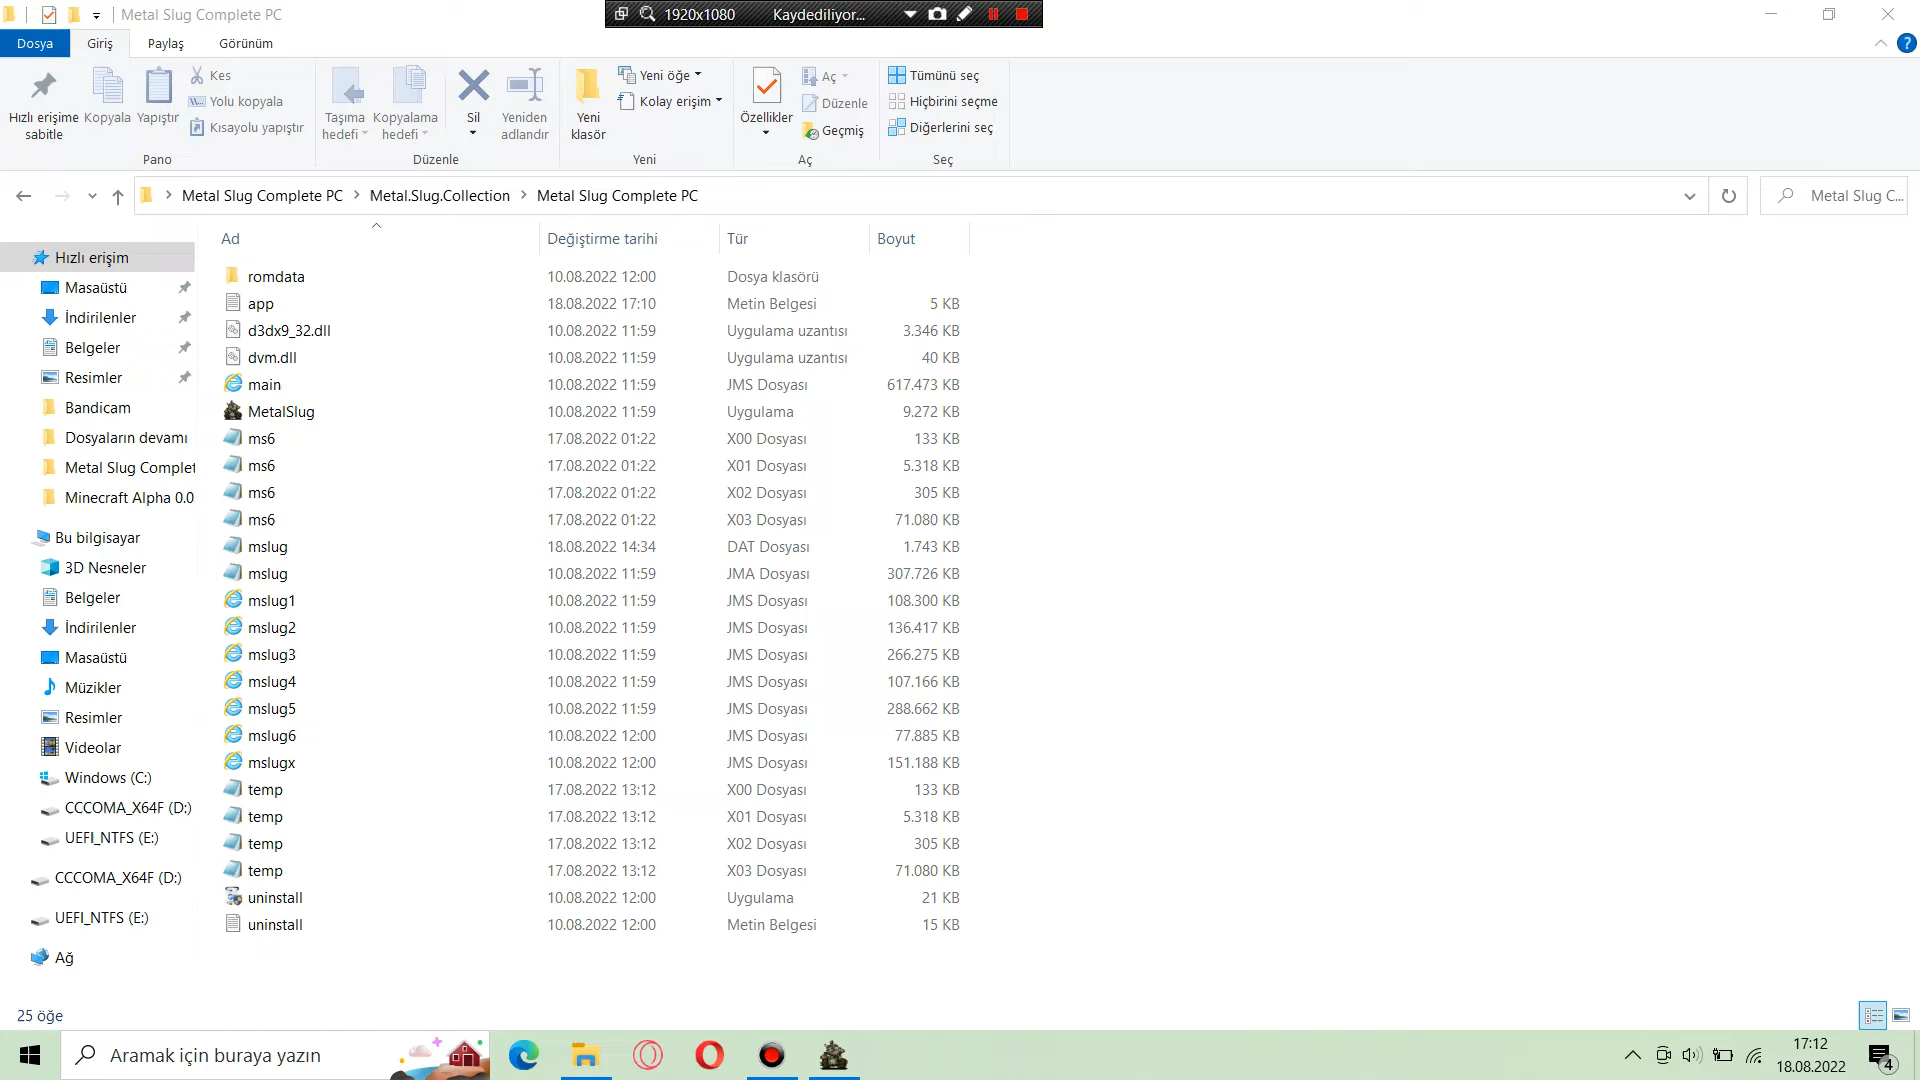 Metal Slug Complete PC
1920x1080 Kaydediliyor...
Dosya Giriş Paylaş Görünüm
Hızlı erişime sabitle
Kopyala
Yapıştır
Kes
Yolu kopyala
Kısayolu yapıştır
Pano
Taşıma hedefi
Kopyalama hedefi
Sil
Yeniden adlandır
Düzenle
Yeni klasör
Yeni öğe
Kolay erişim
Yeni
Özellikler
Aç
Düzenle
Geçmiş
Aç
Tümünü seç
Hiçbirini seçme
Diğerlerini seç
Seç
Metal Slug Complete PC > Metal.Slug.Collection > Metal Slug Complete PC
Metal Slug C...
Hızlı erişim
Masaüstü
İndirilenler
Belgeler
Resimler
Bandicam
Dosyaların devamı
Metal Slug Complet
Minecraft Alpha 0.0
Bu bilgisayar
3D Nesneler
Belgeler
İndirilenler
Masaüstü
Müzikler
Resimler
Videolar
Windows (C:)
CCCOMA_X64F (D:)
UEFI_NTFS (E:)
CCCOMA_X64F (D:)
UEFI_NTFS (E:)
Ağ
Ad Değiştirme tarihi Tür Boyut
romdata 10.08.2022 12:00 Dosya klasörü
app 18.08.2022 17:10 Metin Belgesi 5 KB
d3dx9_32.dll 10.08.2022 11:59 Uygulama uzantısı 3.346 KB
dvm.dll 10.08.2022 11:59 Uygulama uzantısı 40 KB
main 10.08.2022 11:59 JMS Dosyası 617.473 KB
MetalSlug 10.08.2022 11:59 Uygulama 9.272 KB
ms6 17.08.2022 01:22 X00 Dosyası 133 KB
ms6 17.08.2022 01:22 X01 Dosyası 5.318 KB
ms6 17.08.2022 01:22 X02 Dosyası 305 KB
ms6 17.08.2022 01:22 X03 Dosyası 71.080 KB
mslug 18.08.2022 14:34 DAT Dosyası 1.743 KB
mslug 10.08.2022 11:59 JMA Dosyası 307.726 KB
mslug1 10.08.2022 11:59 JMS Dosyası 108.300 KB
mslug2 10.08.2022 11:59 JMS Dosyası 136.417 KB
mslug3 10.08.2022 11:59 JMS Dosyası 266.275 KB
mslug4 10.08.2022 11:59 JMS Dosyası 107.166 KB
mslug5 10.08.2022 11:59 JMS Dosyası 288.662 KB
mslug6 10.08.2022 12:00 JMS Dosyası 77.885 KB
mslugx 10.08.2022 12:00 JMS Dosyası 151.188 KB
temp 17.08.2022 13:12 X00 Dosyası 133 KB
temp 17.08.2022 13:12 X01 Dosyası 5.318 KB
temp 17.08.2022 13:12 X02 Dosyası 305 KB
temp 17.08.2022 13:12 X03 Dosyası 71.080 KB
uninstall 10.08.2022 12:00 Uygulama 21 KB
uninstall 10.08.2022 12:00 Metin Belgesi 15 KB
25 öğe
Aramak için buraya yazın
17:12
18.08.2022
4